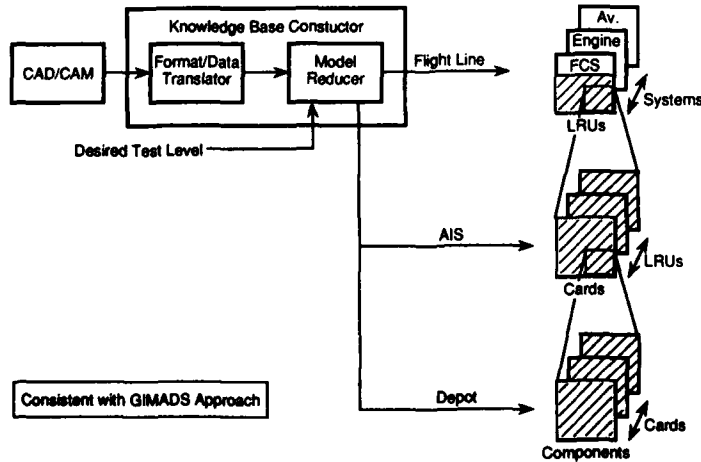 Knowledge Base Constuctor
CAD/CAM
Format/Data
Translator
Model
Reducer
Flight Line
Desired Test Level
Av.
Engine
FCS
Systems
LRUs
AIS
LRUs
Cards
Depot
Cards
Components
Consistent with GIMADS Approach